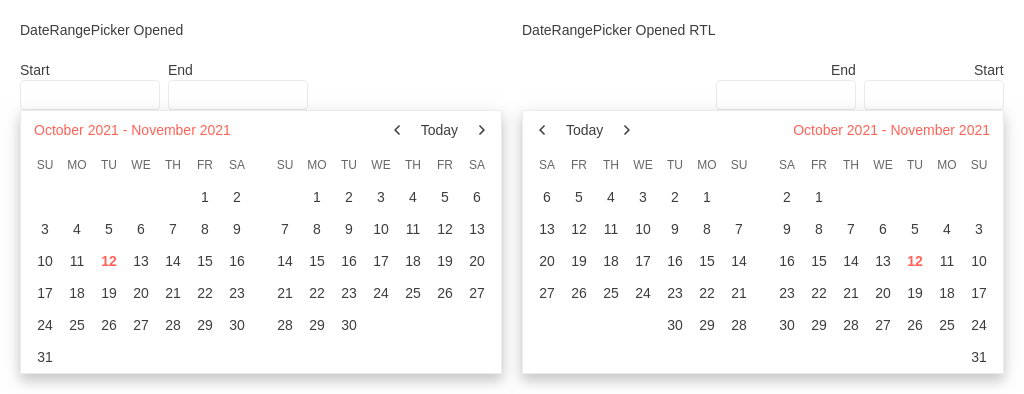 DateRangePicker Opened
Start End
October 2021 - November 2021 Today
SU MO TU WE TH FR SA SU MO TU WE TH FR SA
1 2 1 2 3 4 5 6
3 4 5 6 7 8 9 7 8 9 10 11 12 13
10 11 12 13 14 15 16 14 15 16 17 18 19 20
17 18 19 20 21 22 23 21 22 23 24 25 26 27
24 25 26 27 28 29 30 28 29 30
31
DateRangePicker Opened RTL
End Start
Today October 2021 - November 2021
SA FR TH WE TU MO SU SA FR TH WE TU MO SU
6 5 4 3 2 1 2 1
13 12 11 10 9 8 7 9 8 7 6 5 4 3
20 19 18 17 16 15 14 16 15 14 13 12 11 10
27 26 25 24 23 22 21 23 22 21 20 19 18 17
30 29 28 30 29 28 27 26 25 24
31